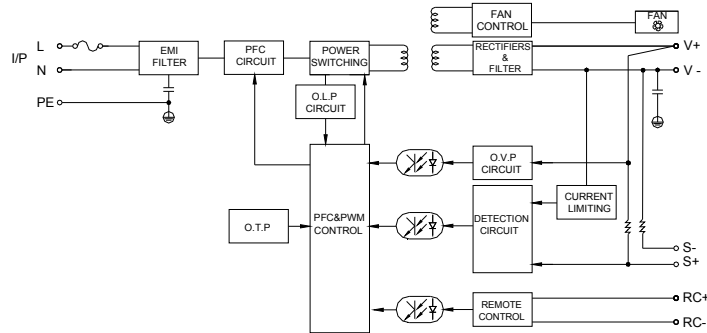 FAN
CONTROL
FAN
I/P
L
N
PE
EMI
FILTER
PFC
CIRCUIT
POWER
SWITCHING
RECTIFIERS
&
FILTER
V+
V -
O.L.P
CIRCUIT
O.V.P
CIRCUIT
PFC&PWM
CONTROL
O.T.P
DETECTION
CIRCUIT
CURRENT
LIMITING
S-
S+
REMOTE
CONTROL
RC+
RC-